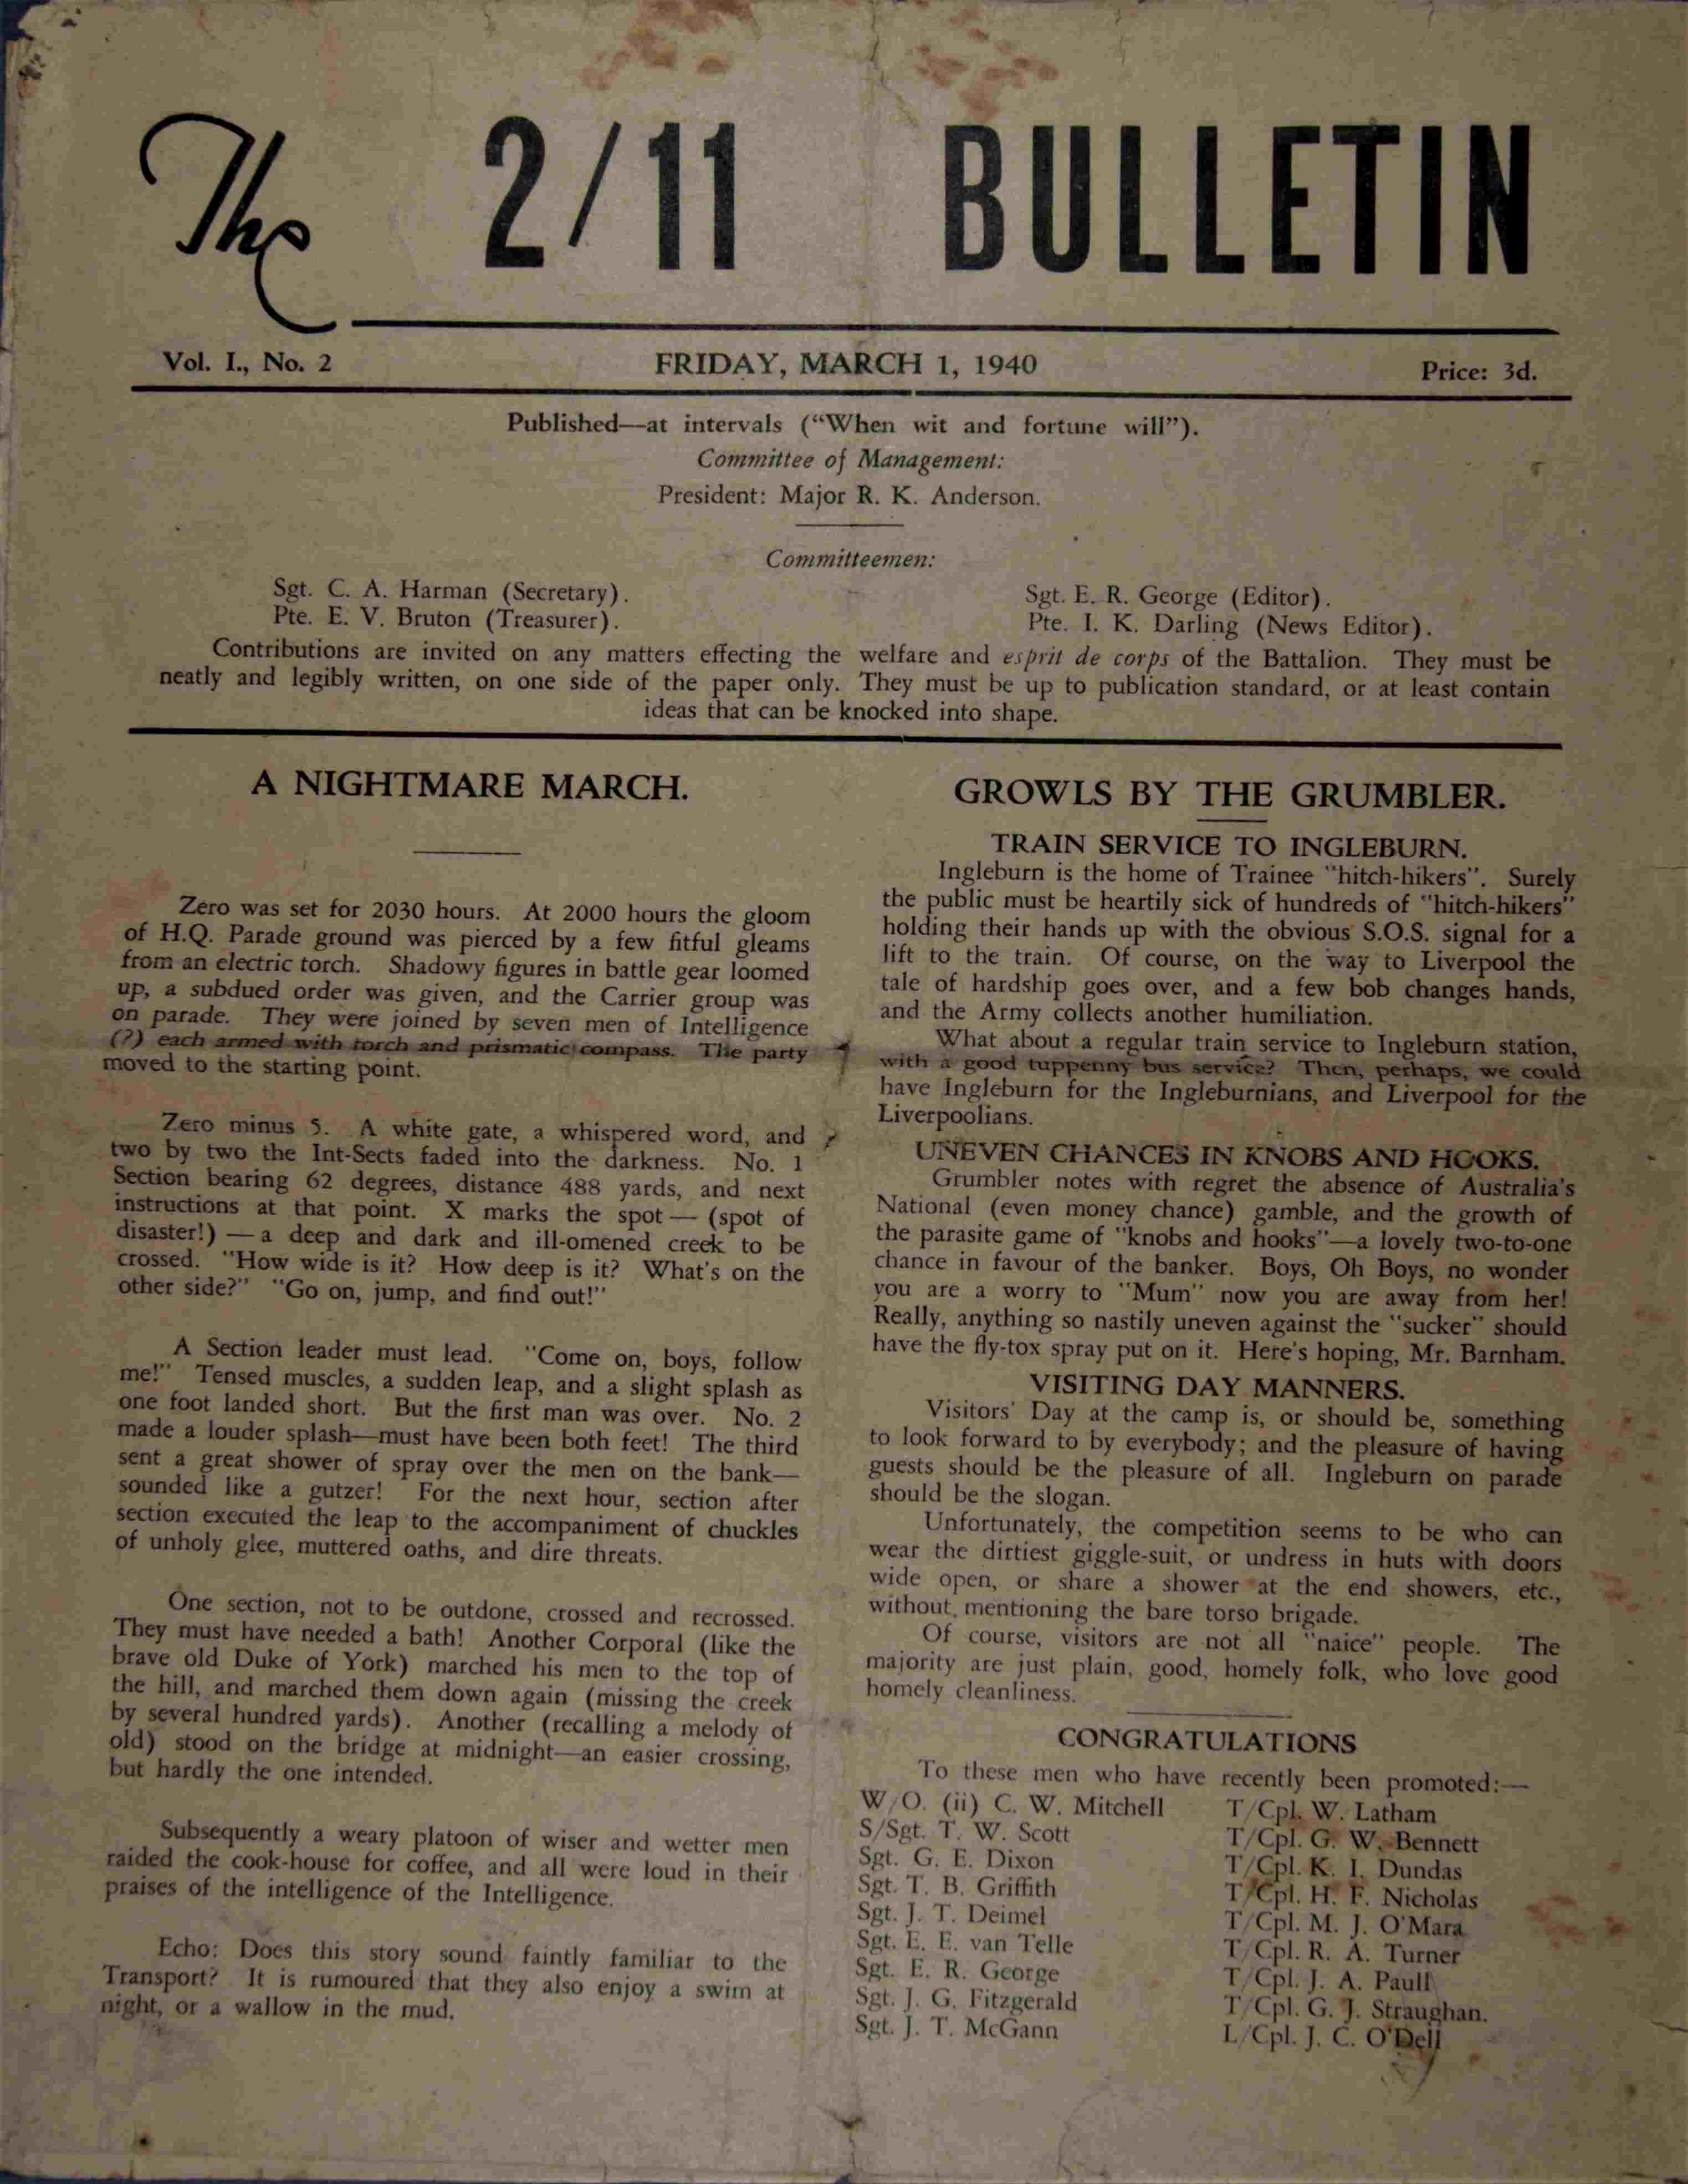 The 2/11 BULLETIN
Vol. I., No. 2 FRIDAY, MARCH 1, 1940 Price: 3d.
Published—at intervals ("When wit and fortune will").
Committee of Management:
President: Major R. K. Anderson.
Committeemen:
Sgt. C. A. Harman (Secretary).
Pte. E. V. Bruton (Treasurer).
Sgt. E. R. George (Editor).
Pte. I. K. Darling (News Editor).
Contributions are invited on any matters effecting the welfare and esprit de corps of the Battalion. They must be
neatly and legibly written, on one side of the paper only. They must be up to publication standard, or at least contain
ideas that can be knocked into shape.
A NIGHTMARE MARCH.
Zero was set for 2030 hours. At 2000 hours the gloom
of H.Q. Parade ground was pierced by a few fitful gleams
from an electric torch. Shadowy figures in battle gear loomed
up, a subdued order was given, and the Carrier group was
on parade. They were joined by seven men of Intelligence
(?) each armed with torch and prismatic compass. The party
moved to the starting point.
Zero minus 5. A white gate, a whispered word, and
two by two the Int-Sects faded into the darkness. No. 1
Section bearing 62 degrees, distance 488 yards, and next
instructions at that point. X marks the spot — (spot of
disaster!) — a deep and dark and ill-omened creek to be
crossed. "How wide is it? How deep is it? What's on the
other side?" "Go on, jump, and find out!"
A Section leader must lead. "Come on, boys, follow
me!" Tensed muscles, a sudden leap, and a slight splash as
one foot landed short. But the first man was over. No. 2
made a louder splash—must have been both feet! The third
sent a great shower of spray over the men on the bank—
sounded like a gutzer! For the next hour, section after
section executed the leap to the accompaniment of chuckles
of unholy glee, muttered oaths, and dire threats.
One section, not to be outdone, crossed and recrossed.
They must have needed a bath! Another Corporal (like the
brave old Duke of York) marched his men to the top of
the hill, and marched them down again (missing the creek
by several hundred yards). Another (recalling a melody of
old) stood on the bridge at midnight—an easier crossing,
but hardly the one intended.
Subsequently a weary platoon of wiser and wetter men
raided the cook-house for coffee, and all were loud in their
praises of the intelligence of the Intelligence.
Echo: Does this story sound faintly familiar to the
Transport? It is rumoured that they also enjoy a swim at
night, or a wallow in the mud.
GROWLS BY THE GRUMBLER.
TRAIN SERVICE TO INGLEBURN.
Ingleburn is the home of Trainee "hitch-hikers". Surely
the public must be heartily sick of hundreds of "hitch-hikers"
holding their hands up with the obvious S.O.S. signal for a
lift to the train. Of course, on the way to Liverpool the
tale of hardship goes over, and a few bob changes hands,
and the Army collects another humiliation.
What about a regular train service to Ingleburn station,
with a good tuppenny bus service? Then, perhaps, we could
have Ingleburn for the Ingleburnians, and Liverpool for the
Liverpoolians.
UNEVEN CHANCES IN KNOBS AND HOOKS.
Grumbler notes with regret the absence of Australia's
National (even money chance) gamble, and the growth of
the parasite game of "knobs and hooks"—a lovely two-to-one
chance in favour of the banker. Boys, Oh Boys, no wonder
you are a worry to "Mum" now you are away from her!
Really, anything so nastily uneven against the "sucker" should
have the fly-tox spray put on it. Here's hoping, Mr. Barnham.
VISITING DAY MANNERS.
Visitors' Day at the camp is, or should be, something
to look forward to by everybody; and the pleasure of having
guests should be the pleasure of all. Ingleburn on parade
should be the slogan.
Unfortunately, the competition seems to be who can
wear the dirtiest giggle-suit, or undress in huts with doors
wide open, or share a shower at the end showers, etc.,
without mentioning the bare torso brigade.
Of course, visitors are not all "naice" people. The
majority are just plain, good, homely folk, who love good
homely cleanliness.
CONGRATULATIONS
To these men who have recently been promoted:—
W/O. (ii) C. W. Mitchell
S/Sgt. T. W. Scott
Sgt. G. E. Dixon
Sgt. T. B. Griffith
Sgt. J. T. Deimel
Sgt. E. E. van Telle
Sgt. E. R. George
Sgt. J. G. Fitzgerald
Sgt. J. T. McGann
T/Cpl. W. Latham
T/Cpl. G. W. Bennett
T/Cpl. K. I. Dundas
T/Cpl. H. F. Nicholas
T/Cpl. M. J. O'Mara
T/Cpl. R. A. Turner
T/Cpl. J. A. Paull
T/Cpl. G. J. Straughan.
L/Cpl. J. C. O'Dell